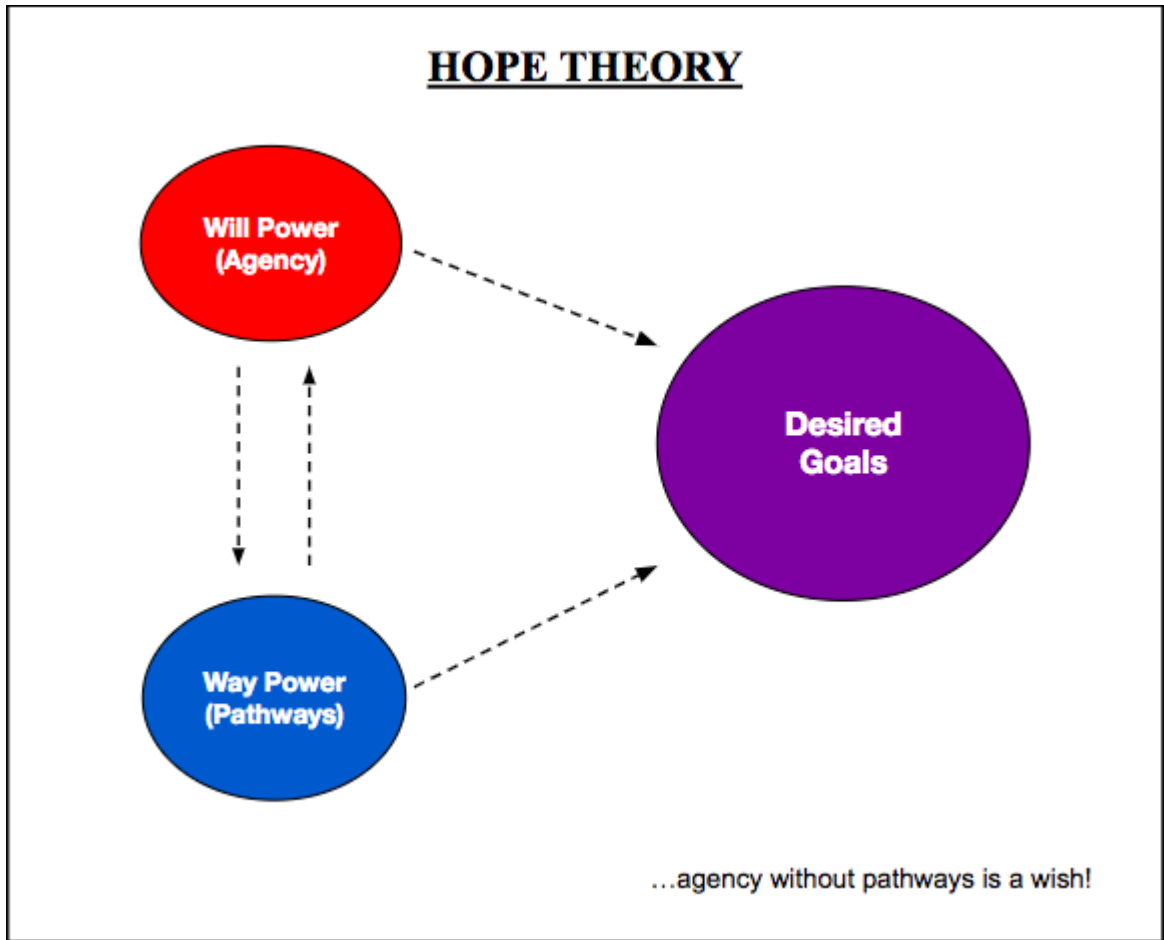 HOPE THEORY
Will Power
(Agency)
Desired
Goals
Way Power
(Pathways)
…agency without pathways is a wish!